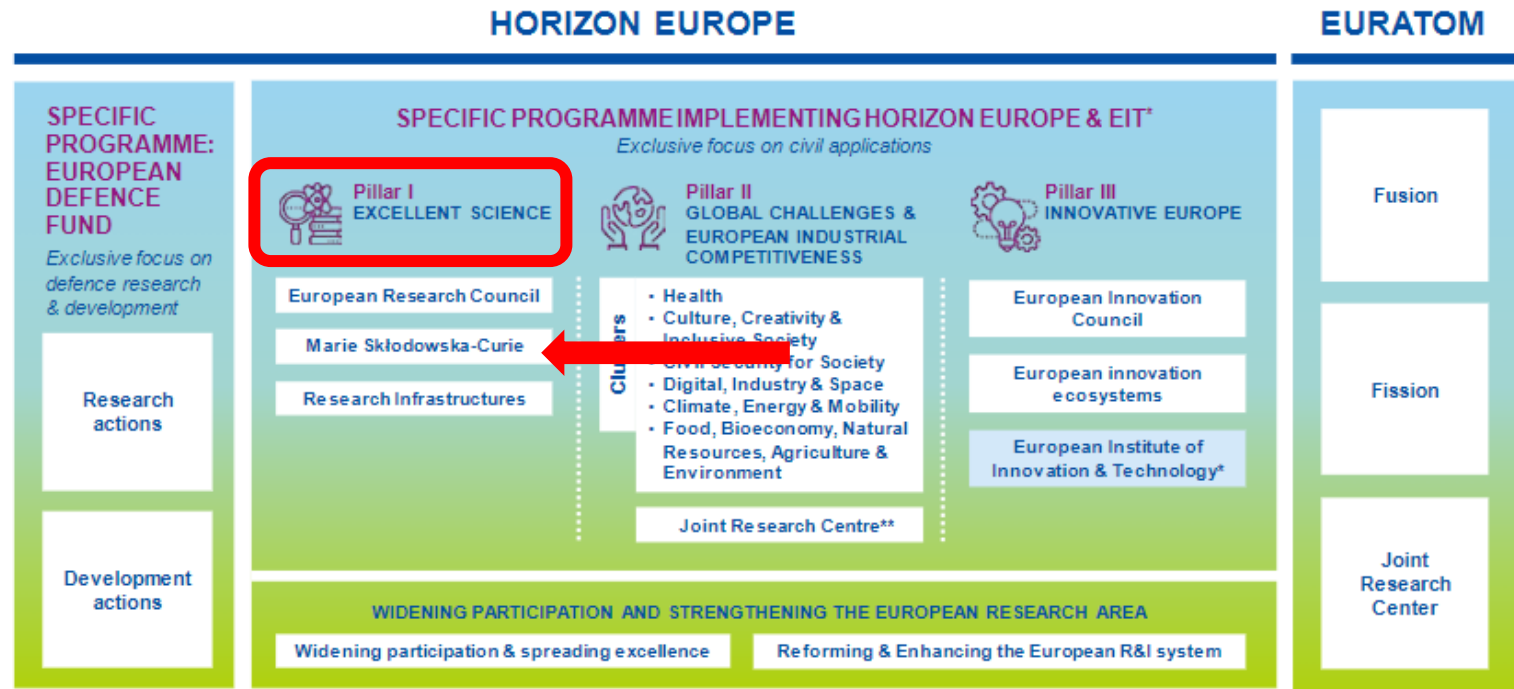 HORIZON EUROPE
EURATOM
SPECIFIC
PROGRAMME:
EUROPEAN
DEFENCE
FUND
Exclusive focus on
defence research
& development
Research
actions
Development
actions
SPECIFIC PROGRAMME IMPLEMENTING HORIZON EUROPE & EIT*
Exclusive focus on civil applications
Pillar I
EXCELLENT SCIENCE
European Research Council
Marie Skłodowska-Curie
Research Infrastructures
Pillar II
GLOBAL CHALLENGES &
EUROPEAN INDUSTRIAL
COMPETITIVENESS
Clusters
• Health
• Culture, Creativity &
Inclusive Society
• Civil Security for Society
• Digital, Industry & Space
• Climate, Energy & Mobility
• Food, Bioeconomy, Natural
Resources, Agriculture &
Environment
Joint Research Centre**
Pillar III
INNOVATIVE EUROPE
European Innovation
Council
European innovation
ecosystems
European Institute of
Innovation & Technology*
WIDENING PARTICIPATION AND STRENGTHENING THE EUROPEAN RESEARCH AREA
Widening participation & spreading excellence
Reforming & Enhancing the European R&I system
Fusion
Fission
Joint
Research
Center